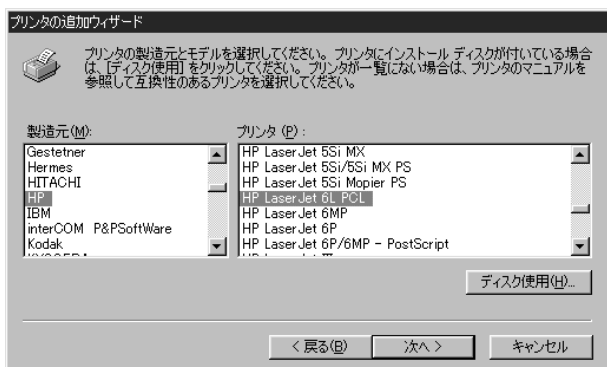 プリンタの追加ウィザード
プリンタの製造元とモデルを選択してください。プリンタにインストール ディスクが付いている場合
は、[ディスク使用] をクリックしてください。プリンタが一覧にない場合は、プリンタのマニュアルを
参照して互換性のあるプリンタを選択してください。
製造元(M):
Gestetner
Hermes
HITACHI
HP
IBM
interCOM P&PSoftWare
Kodak
プリンタ (P) :
HP LaserJet 5Si MX
HP LaserJet 5Si/5Si MX PS
HP LaserJet 5Si Mopier PS
HP LaserJet 6L PCL
HP LaserJet 6MP
HP LaserJet 6P
HP LaserJet 6P/6MP - PostScript
ディスク使用(H)...
< 戻る(B)
次へ >
キャンセル